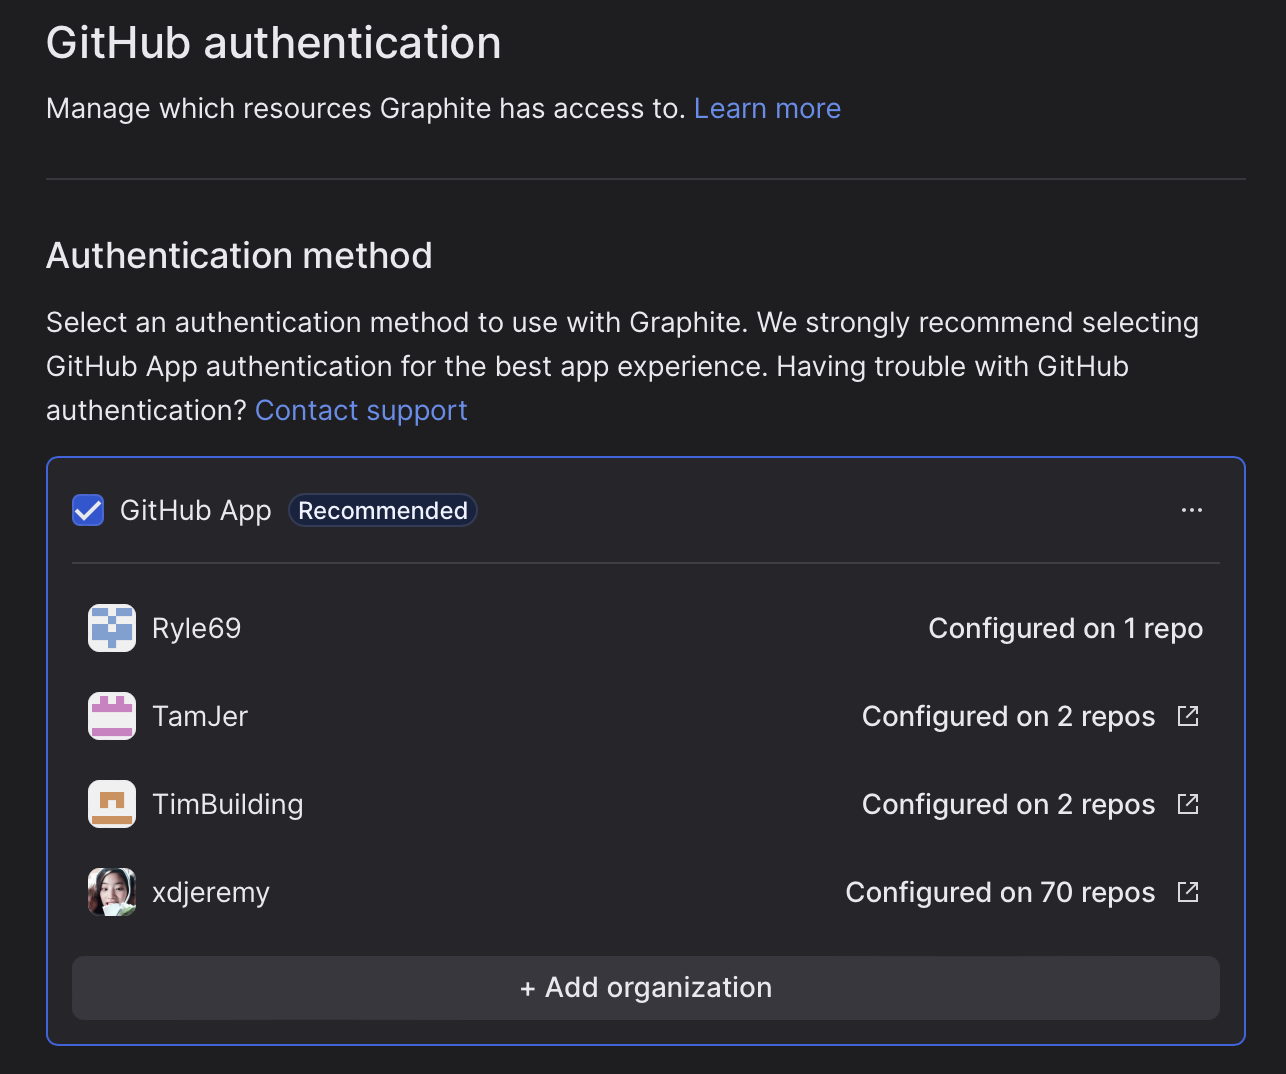 GitHub authentication
Manage which resources Graphite has access to. Learn more
Authentication method
Select an authentication method to use with Graphite. We strongly recommend selecting
GitHub App authentication for the best app experience. Having trouble with GitHub
authentication? Contact support
GitHub App Recommended ...
Ryle69 Configured on 1 repo
TamJer Configured on 2 repos
TimBuilding Configured on 2 repos
xdjeremy Configured on 70 repos
+ Add organization